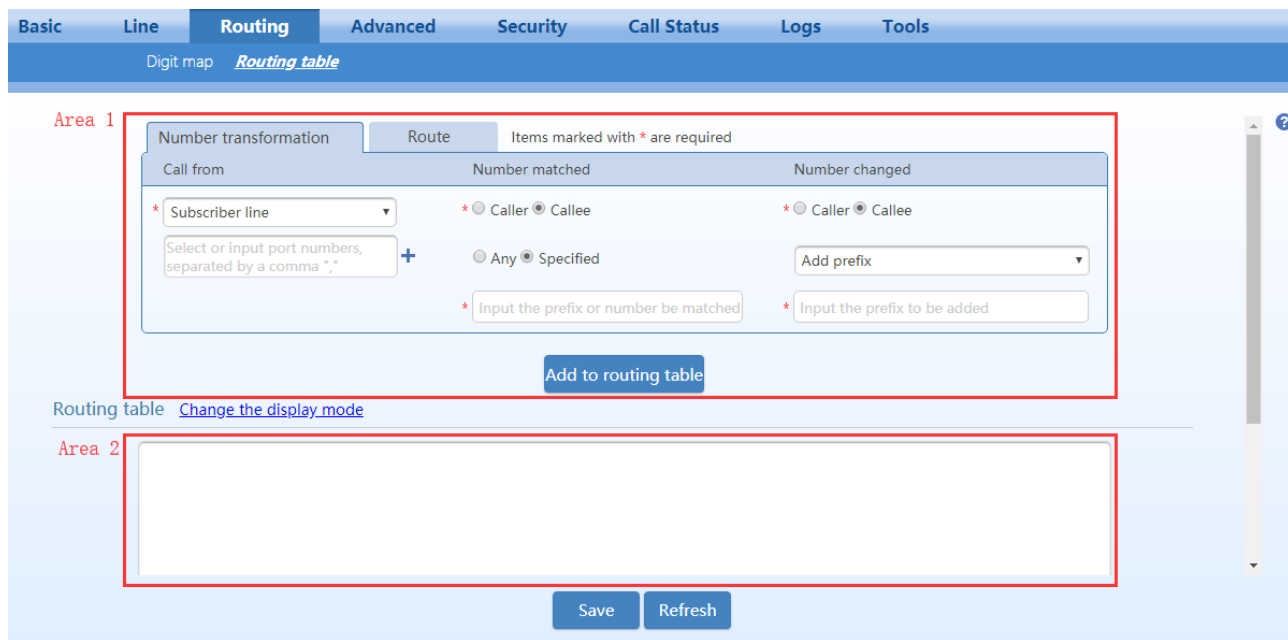 Basic Line Routing Advanced Security Call Status Logs Tools
Digit map Routing table
Area 1
Number transformation Route Items marked with * are required
Call from Number matched Number changed
* Subscriber line * Caller Callee * Caller Callee
Select or input port numbers,
separated by a comma "," + Any Specified Add prefix
* Input the prefix or number be matched * Input the prefix to be added
Add to routing table
Routing table Change the display mode
Area 2
Save Refresh